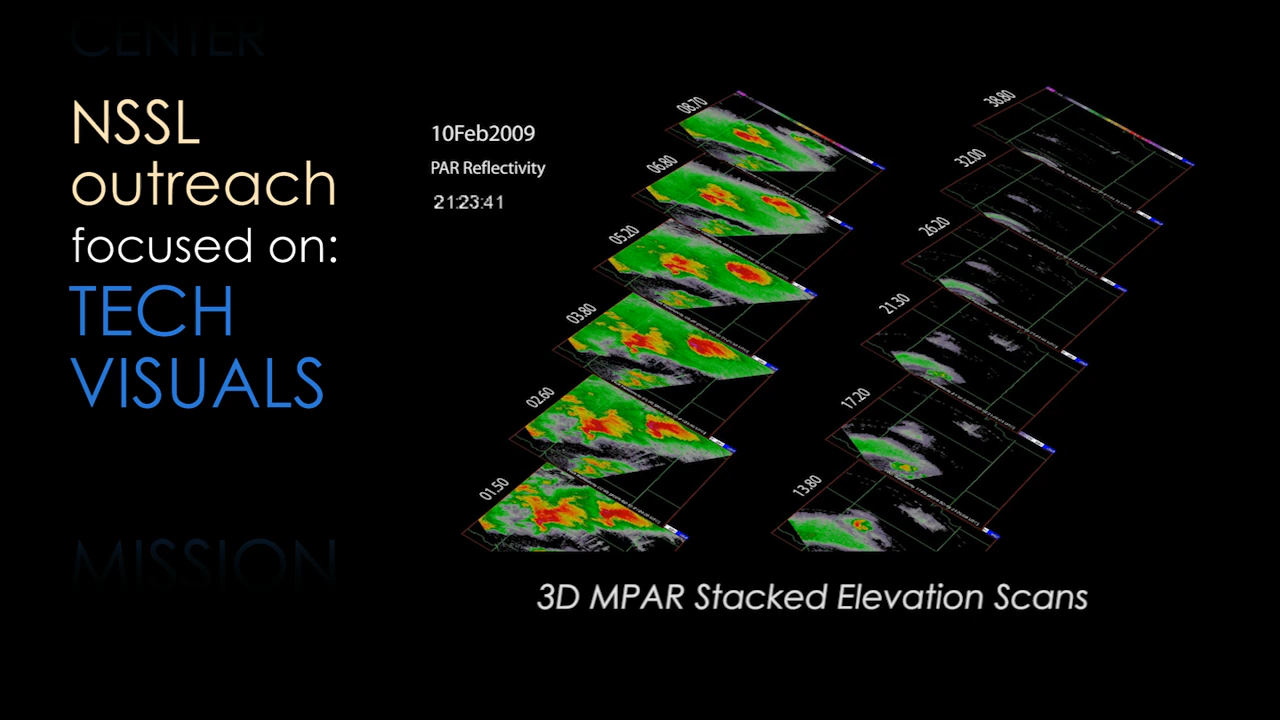 CENTER
NSSL
outreach
focused on:
TECH
VISUALS
MISSION
10Feb2009
PAR Reflectivity
21:23:41
08.70
06.80
05.20
03.80
02.60
01.50
38.80
32.00
26.20
21.30
17.20
13.80
3D MPAR Stacked Elevation Scans